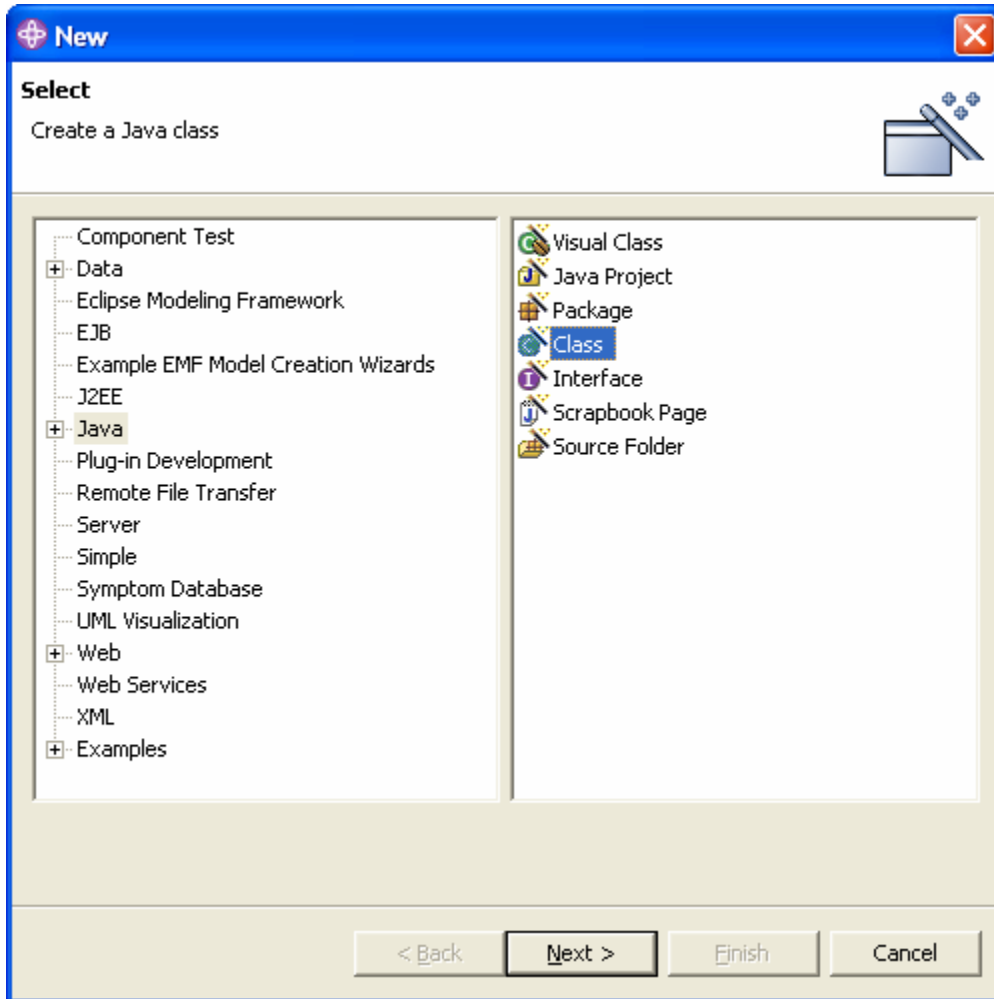 New
Select
Create a Java class
Component Test
Data
Eclipse Modeling Framework
EJB
Example EMF Model Creation Wizards
J2EE
Java
Plug-in Development
Remote File Transfer
Server
Simple
Symptom Database
UML Visualization
Web
Web Services
XML
Examples
Visual Class
Java Project
Package
Class
Interface
Scrapbook Page
Source Folder
< Back
Next >
Finish
Cancel